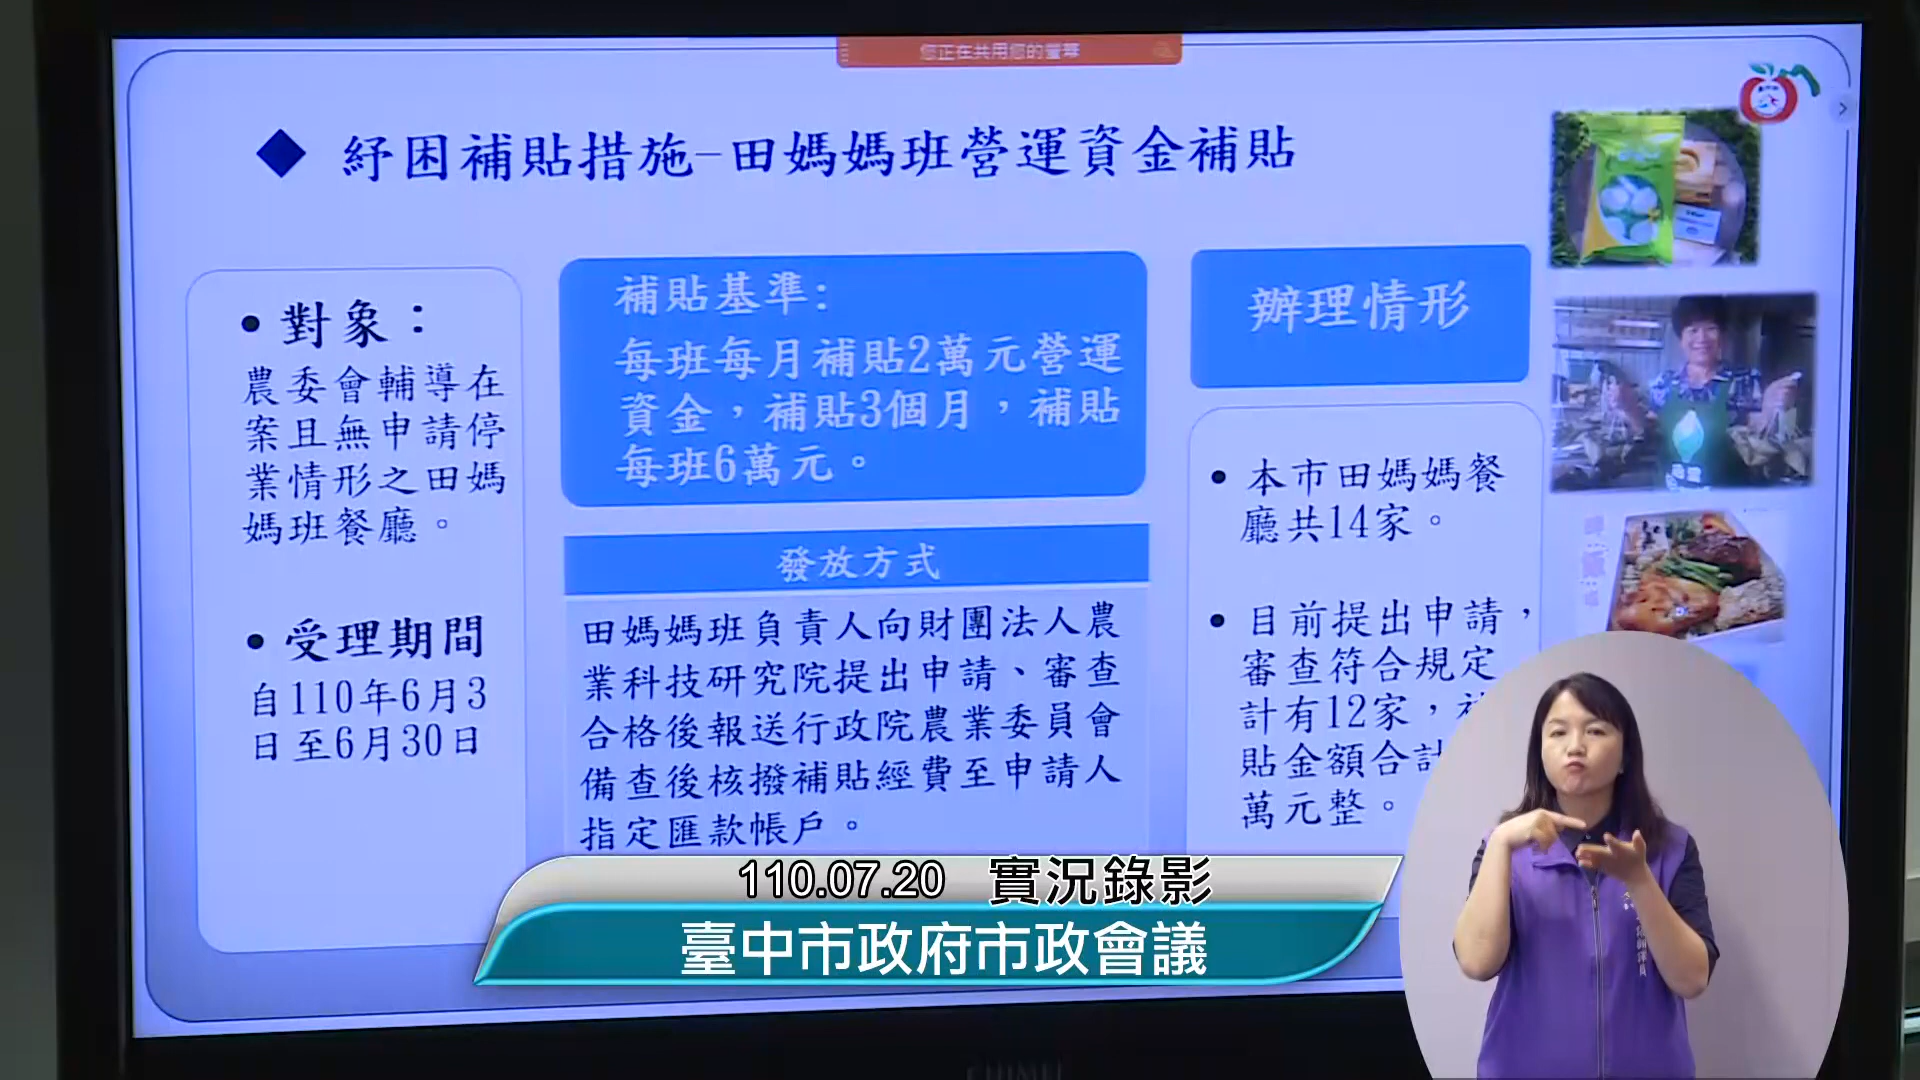 您正在共用您的螢幕
◆ 紓困補貼措施-田媽媽班營運資金補貼
• 對象：
農委會輔導在
案且無申請停
業情形之田媽
媽班餐廳。
• 受理期間
自110年6月3
日至6月30日
補貼基準:
每班每月補貼2萬元營運
資金，補貼3個月，補貼
每班6萬元。
發放方式
田媽媽班負責人向財團法人農
業科技研究院提出申請、審查
合格後報送行政院農業委員會
備查後核撥補貼經費至申請人
指定匯款帳戶。
辦理情形
• 本市田媽媽餐
廳共14家。
• 目前提出申請，
審查符合規定
計有12家，
貼金額合計
萬元整。
110.07.20 實況錄影
臺中市政府市政會議